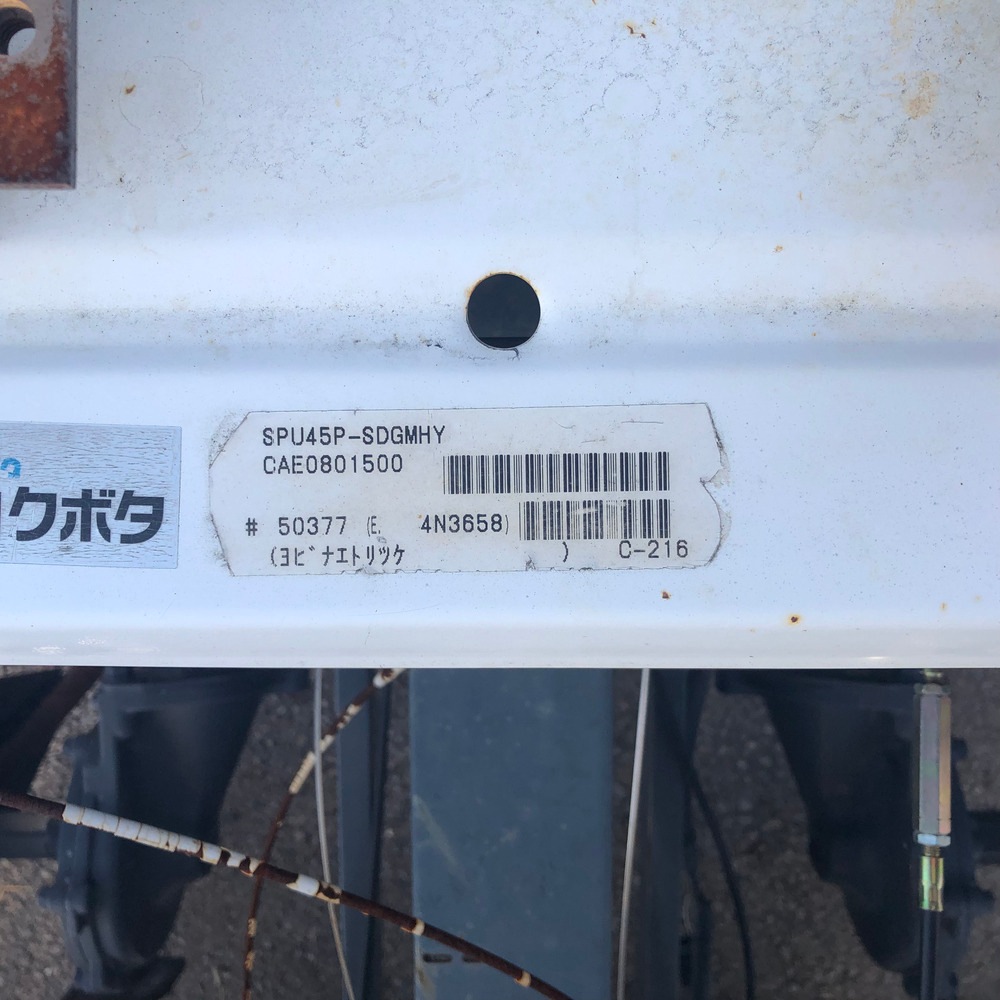 SPU45P-SDGMHY
CAE0801500
# 50377 (E. 4N3658)
(ﾖﾋﾞﾅｴﾄﾘﾂｹ ) C-216
クボタ